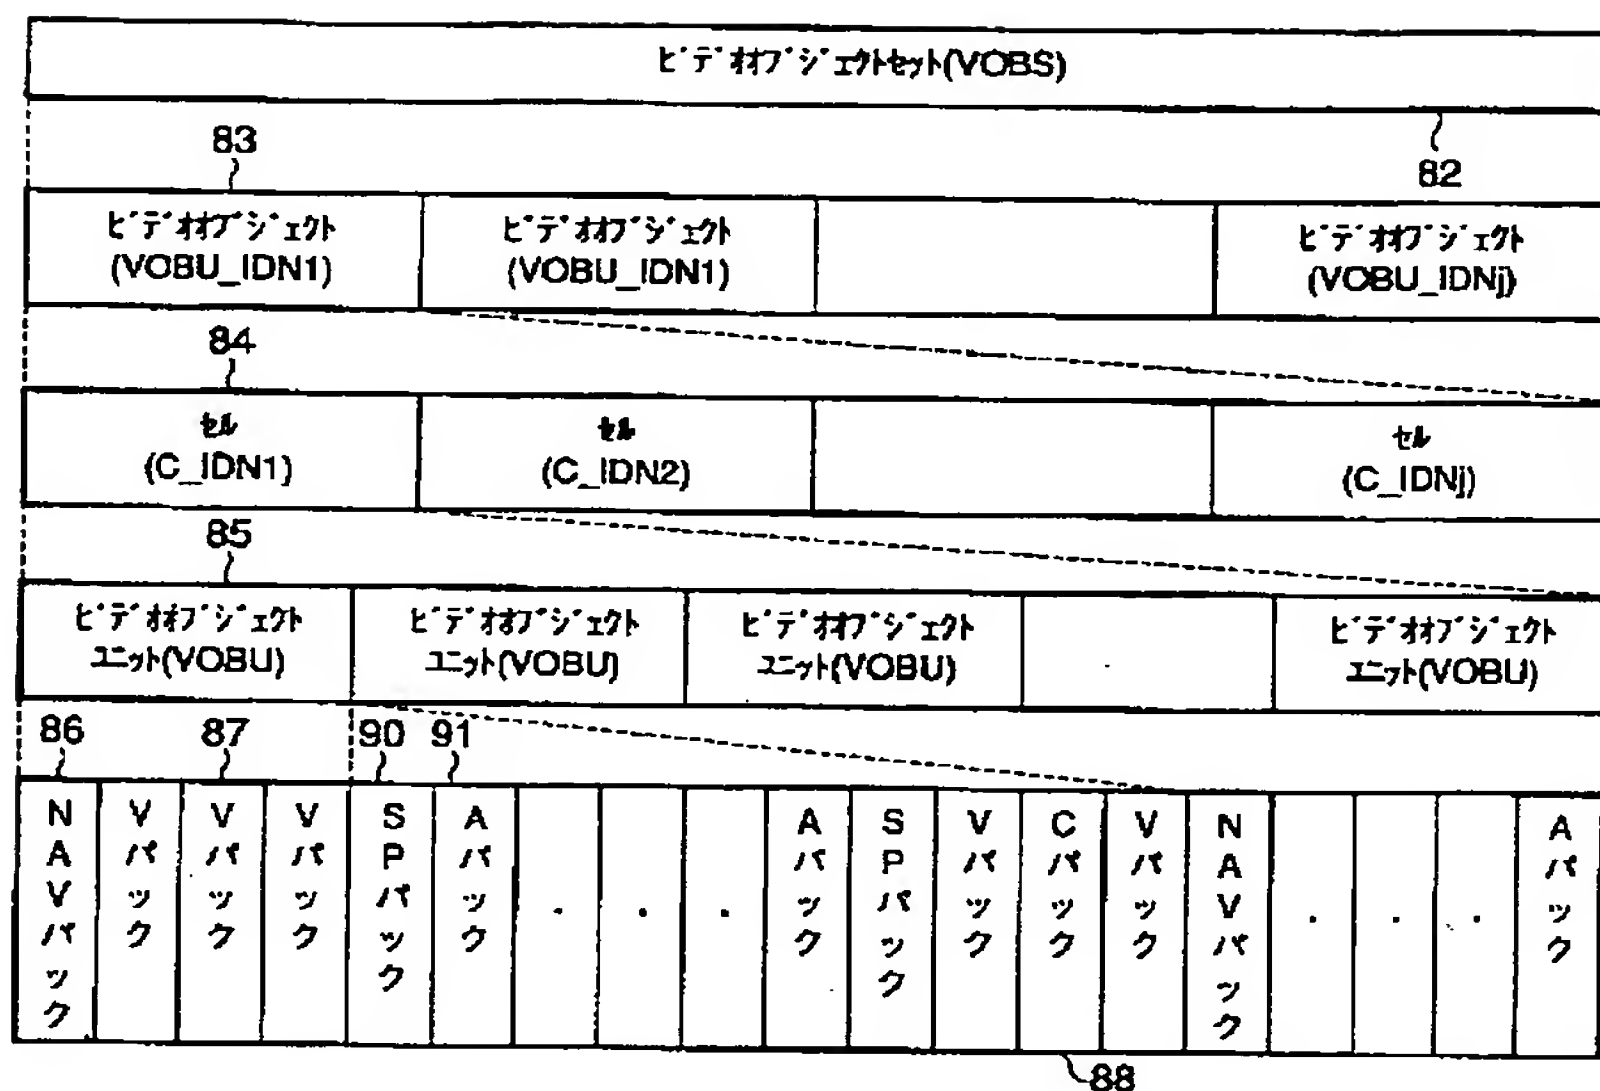 ビデオオブジェクトセット(VOBS)
83
82
ビデオオブジェクト
(VOBU_IDN1)
ビデオオブジェクト
(VOBU_IDN1)
ビデオオブジェクト
(VOBU_IDNj)
84
セル
(C_IDN1)
セル
(C_IDN2)
セル
(C_IDNj)
85
ビデオオブジェクト
ユニット(VOBU)
ビデオオブジェクト
ユニット(VOBU)
ビデオオブジェクト
ユニット(VOBU)
ビデオオブジェクト
ユニット(VOBU)
86
87
90
91
NAVパック
Vパック
Vパック
Vパック
SPパック
Aパック
・
・
・
Aパック
SPパック
Vパック
Cパック
Vパック
NAVパック
・
・
・
Aパック
88